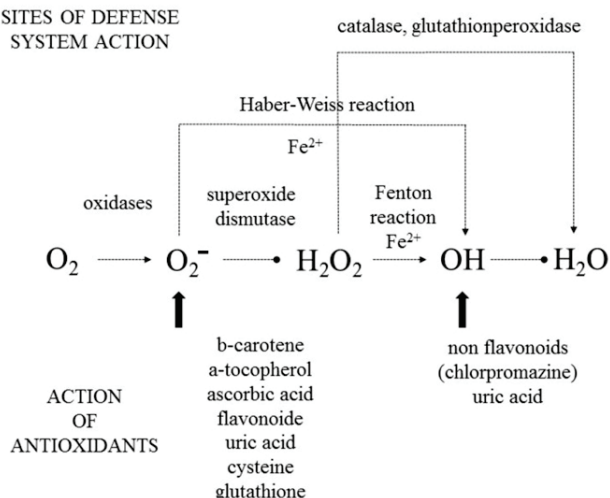 SITES OF DEFENSE
SYSTEM ACTION
catalase, glutathionperoxidase
Haber-Weiss reaction
Fe²⁺
oxidases
superoxide
dismutase
Fenton
reaction
Fe²⁺
O₂
O₂⁻
H₂O₂
OH
H₂O
b-carotene
a-tocopherol
ascorbic acid
flavonoide
uric acid
cysteine
glutathione
non flavonoids
(chlorpromazine)
uric acid
ACTION
OF
ANTIOXIDANTS